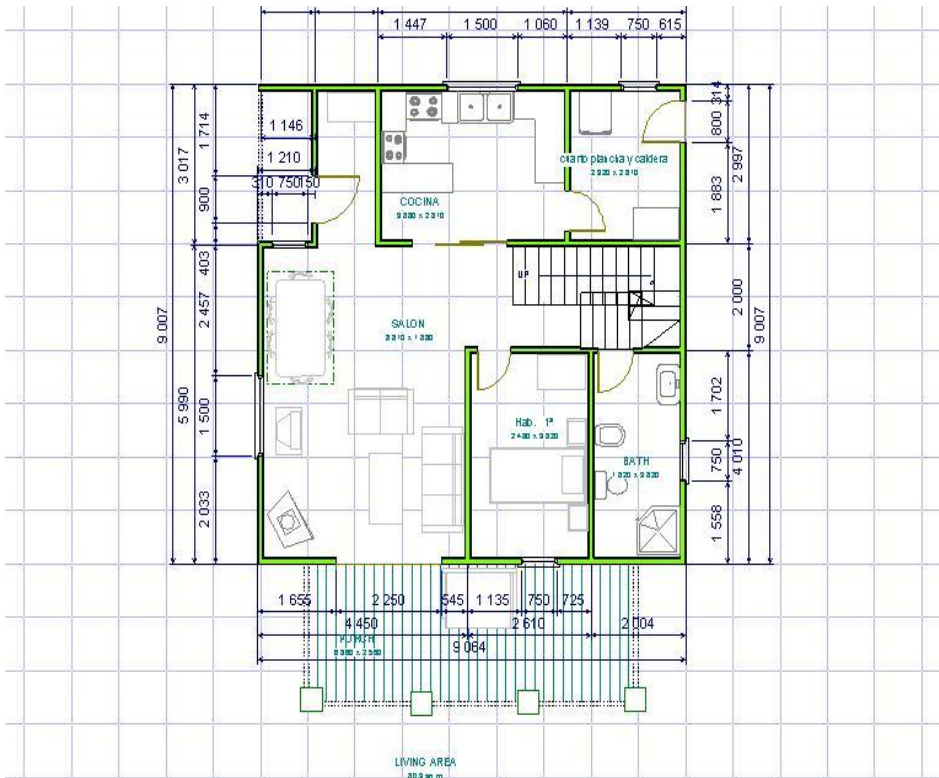 1 447 1 500 1 060 1 139 750 615
314
1 714
800
1 146
3 017
2 997
1 210
cuarto plancha y caldera
1 883
310 750 150
900
COCINA
403
UP
2 000
2 457
SALON
9 007
9 007
1 702
5 990
1 500
Hab. 1ª
BATH
750
4 010
2 033
1 558
1 655 2 250 545 1 135 750 725
4 450 2 610 2 004
PORCH
9 064
LIVING AREA